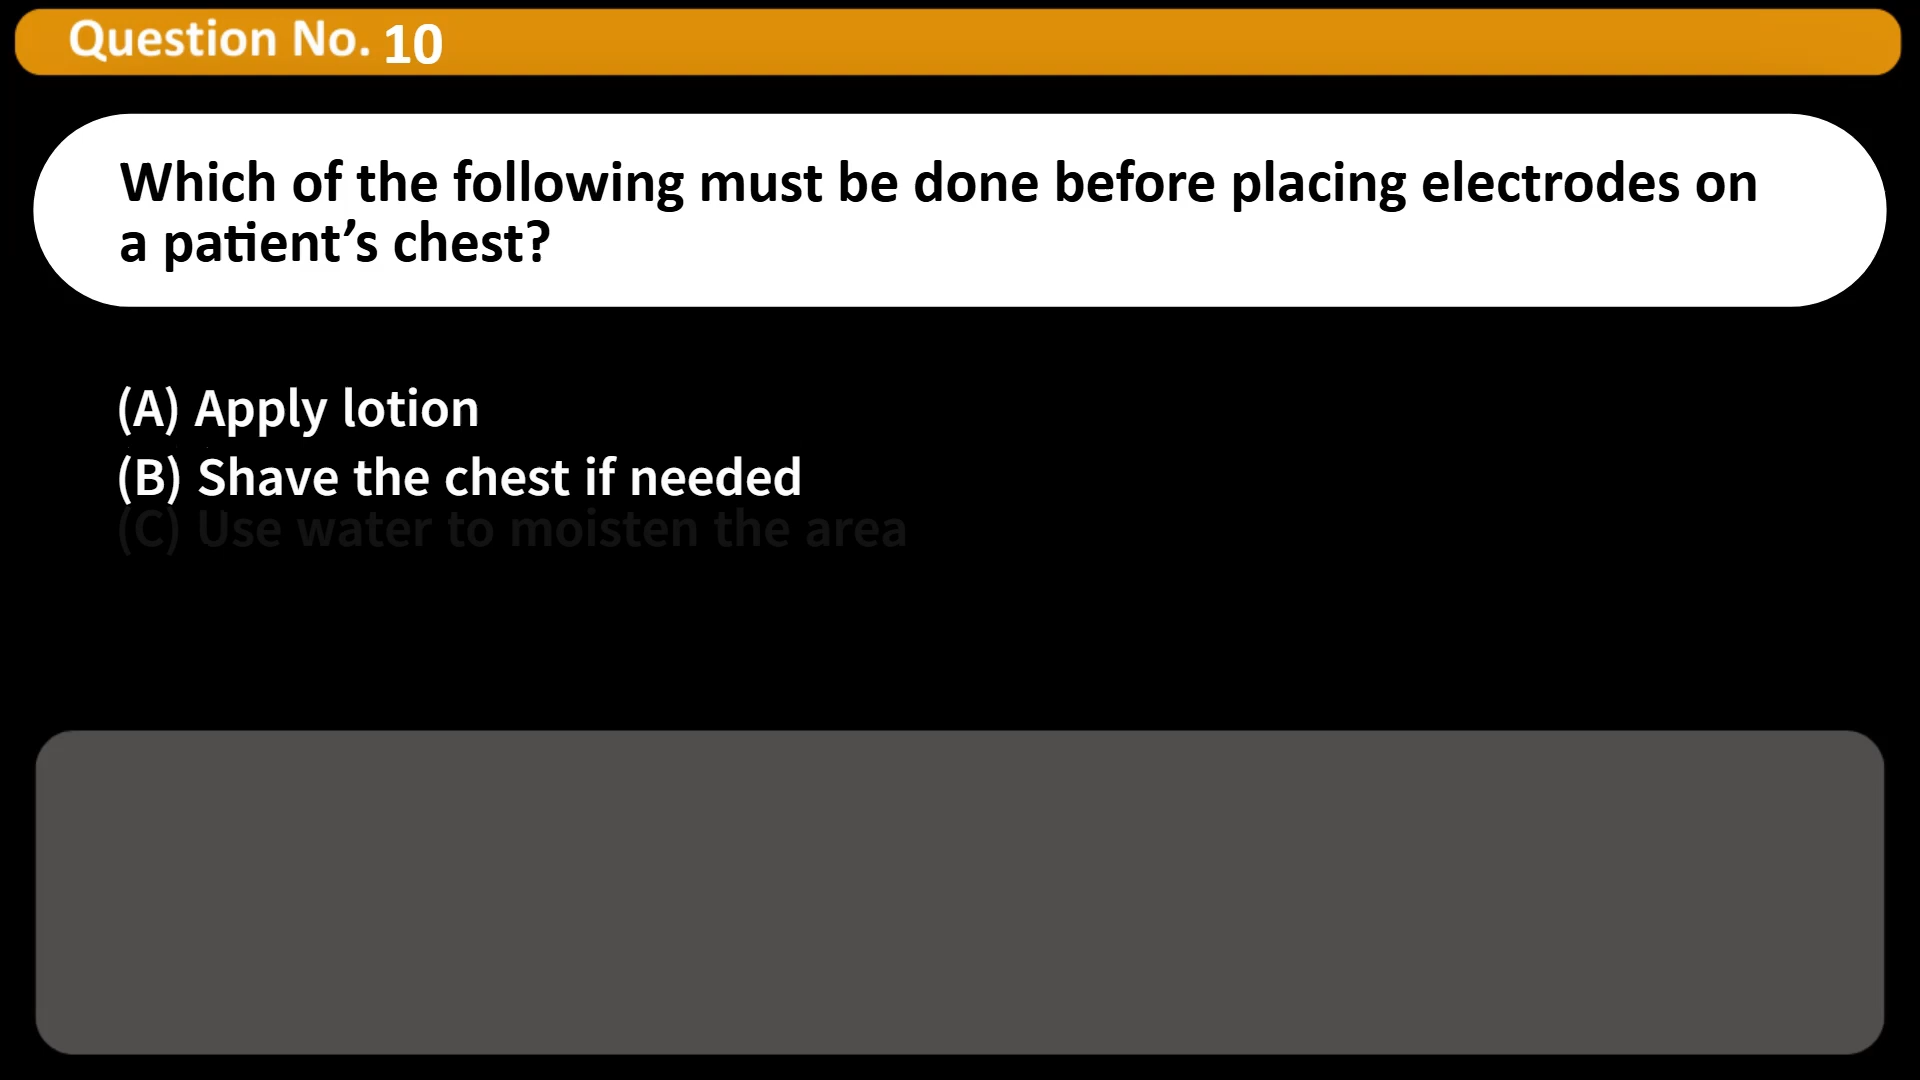 Question No. 10
Which of the following must be done before placing electrodes on
a patient’s chest?
(A) Apply lotion
(B) Shave the chest if needed
(C) Use water to moisten the area